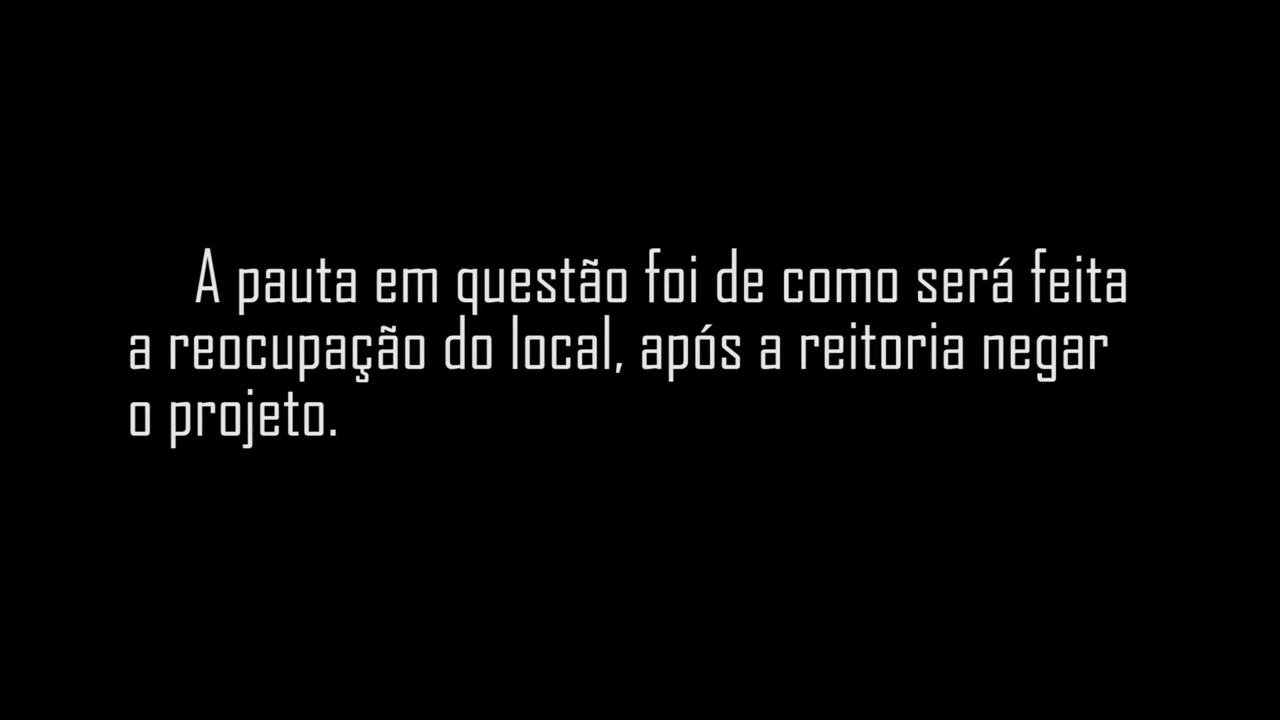 A pauta em questão foi de como será feita
a reocupação do local, após a reitoria negar
o projeto.